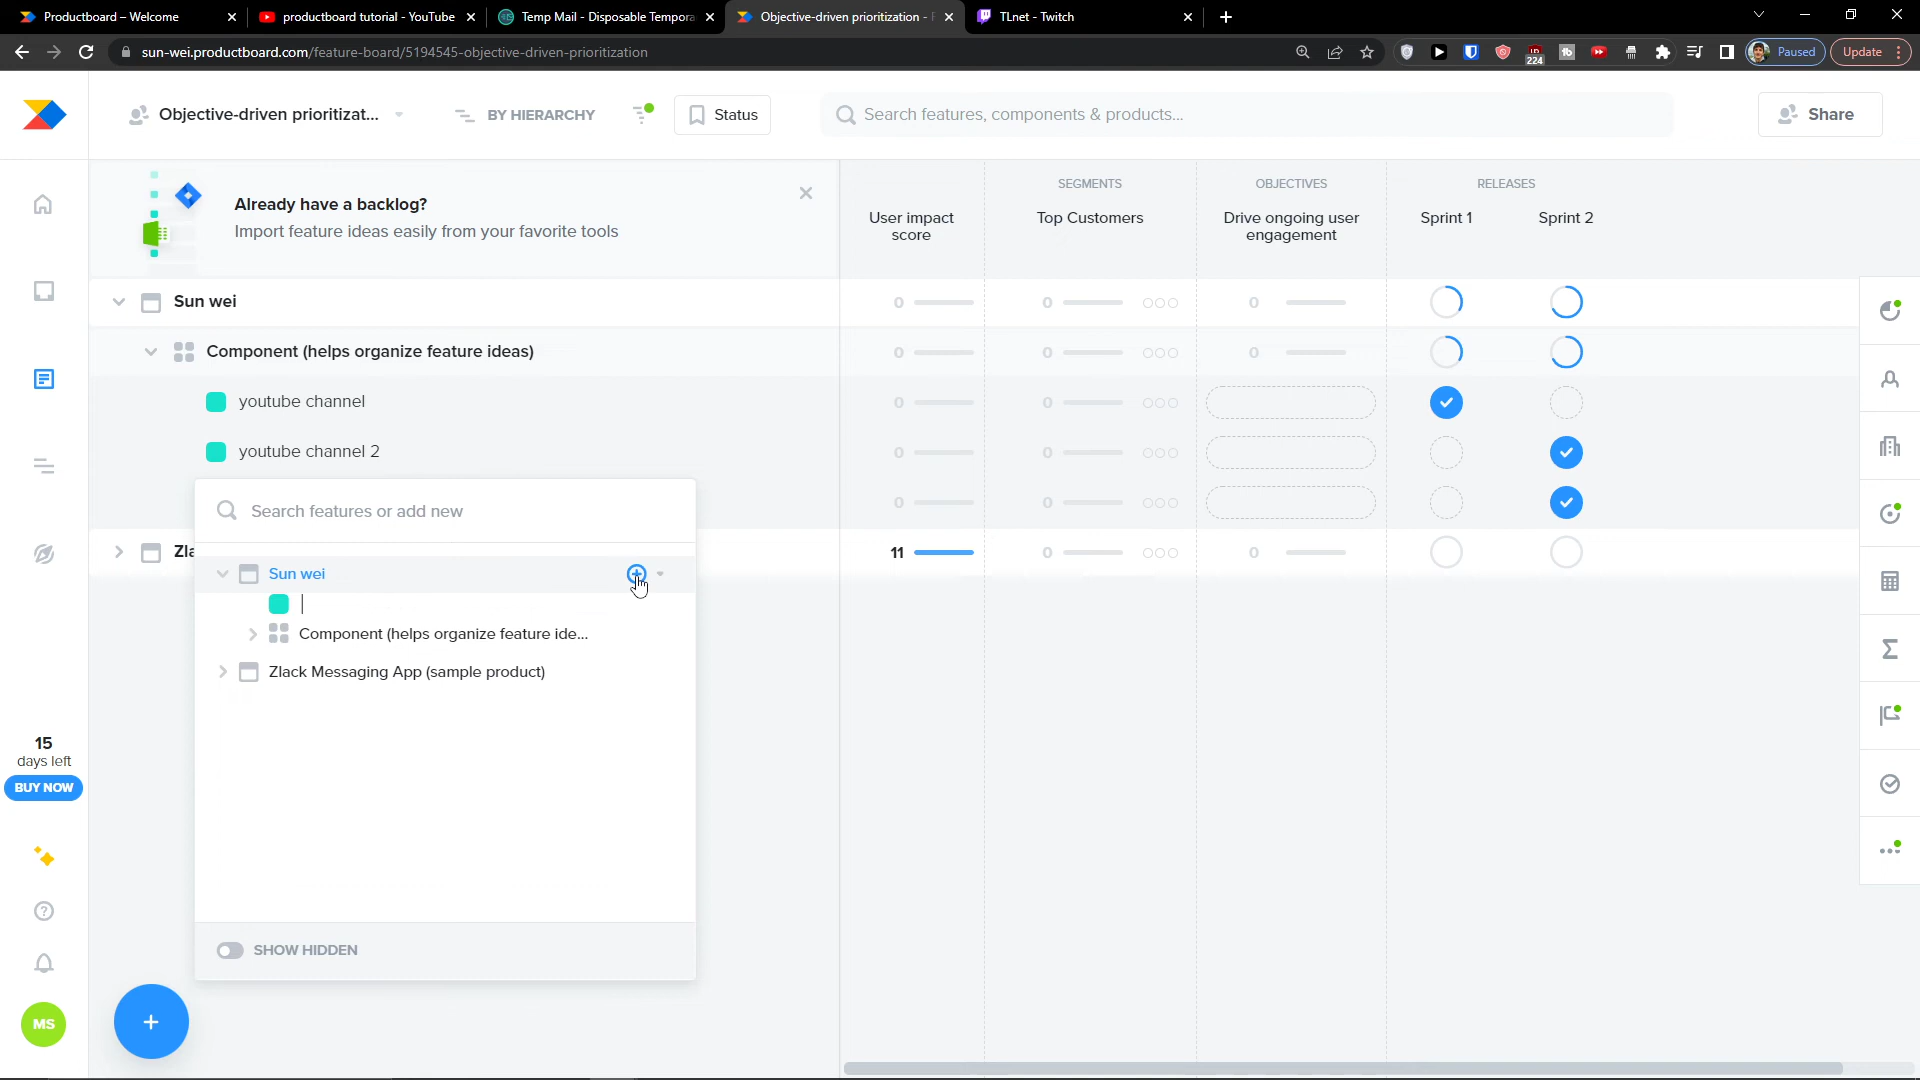 Productboard – Welcome
productboard tutorial - YouTube
Temp Mail - Disposable Tempora
Objective-driven prioritization -
TLnet - Twitch
sun-wei.productboard.com/feature-board/5194545-objective-driven-prioritization
224
Paused
Update
Objective-driven prioritizat...
BY HIERARCHY
Status
Search features, components & products...
Share
Already have a backlog?
Import feature ideas easily from your favorite tools
SEGMENTS
OBJECTIVES
RELEASES
User impact score
Top Customers
Drive ongoing user engagement
Sprint 1
Sprint 2
Sun wei
0
0
0
Component (helps organize feature ideas)
0
0
0
youtube channel
0
0
youtube channel 2
0
0
0
0
Zla
11
0
0
Search features or add new
Sun wei
Component (helps organize feature ide...
Zlack Messaging App (sample product)
SHOW HIDDEN
15
days left
BUY NOW
MS